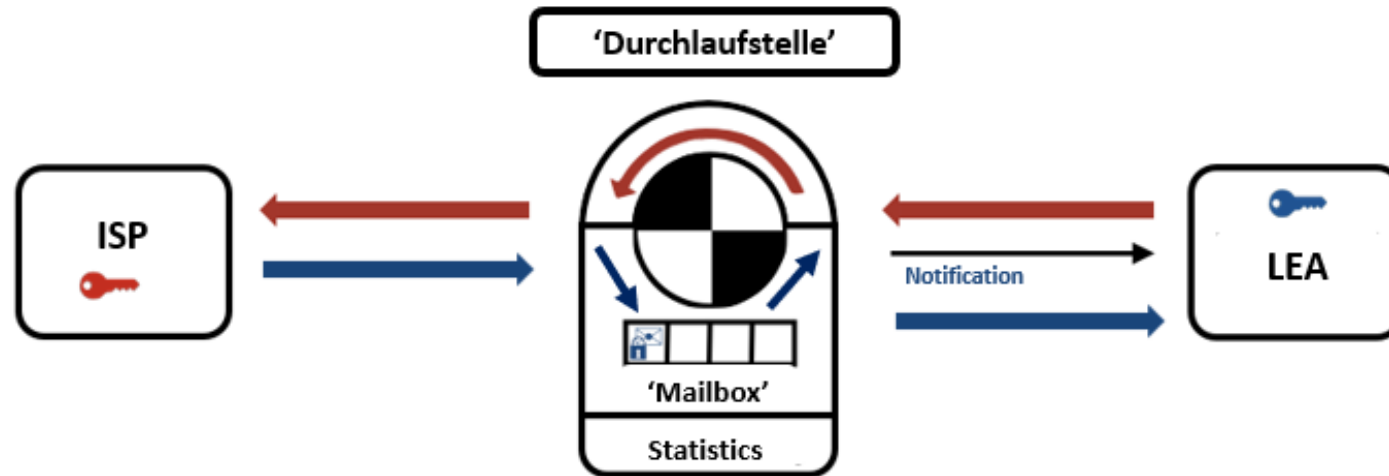 ‘Durchlaufstelle’
ISP
Notification
LEA
‘Mailbox’
Statistics